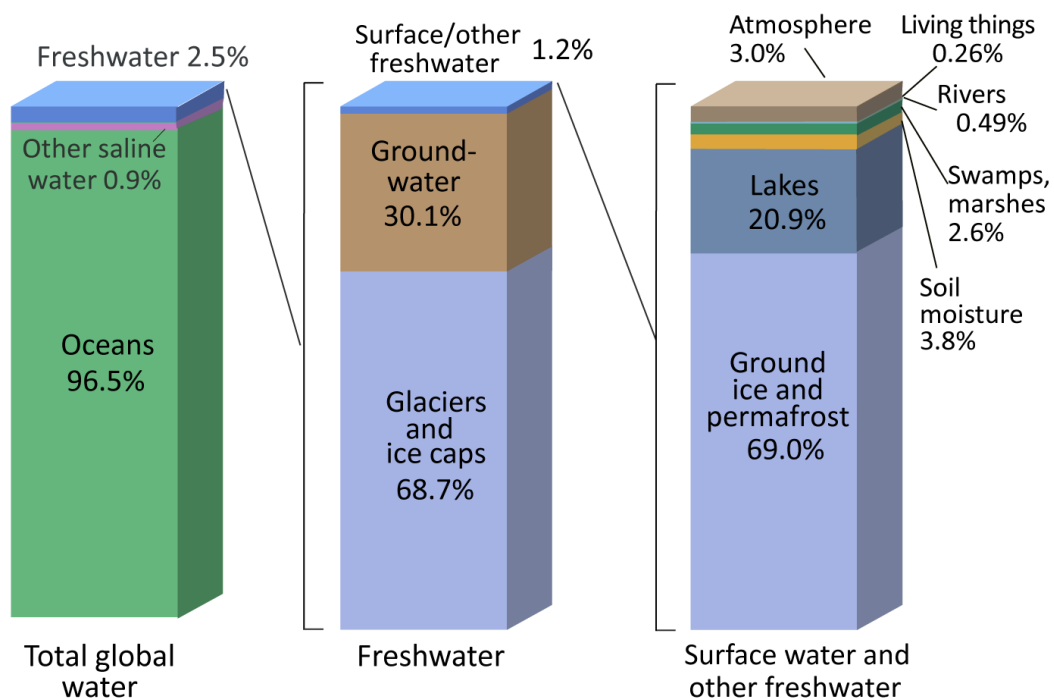 Freshwater 2.5%
Other saline
water 0.9%
Oceans
96.5%
Total global
water
Surface/other
freshwater
1.2%
Ground-
water
30.1%
Glaciers
and
ice caps
68.7%
Freshwater
Atmosphere
3.0%
Living things
0.26%
Rivers
0.49%
Swamps,
marshes
2.6%
Soil
moisture
3.8%
Lakes
20.9%
Ground
ice and
permafrost
69.0%
Surface water and
other freshwater